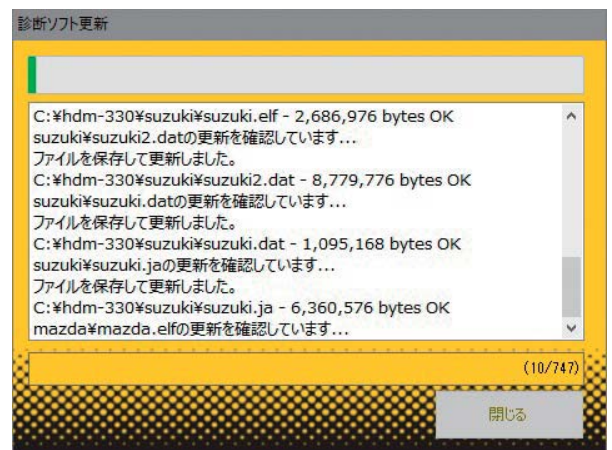 診断ソフト更新
C:¥hdm-330¥suzuki¥suzuki.elf - 2,686,976 bytes OK
suzuki¥suzuki2.datの更新を確認しています...
ファイルを保存して更新しました。
C:¥hdm-330¥suzuki¥suzuki2.dat - 8,779,776 bytes OK
suzuki¥suzuki.datの更新を確認しています...
ファイルを保存して更新しました。
C:¥hdm-330¥suzuki¥suzuki.dat - 1,095,168 bytes OK
suzuki¥suzuki.jaの更新を確認しています...
ファイルを保存して更新しました。
C:¥hdm-330¥suzuki¥suzuki.ja - 6,360,576 bytes OK
mazda¥mazda.elfの更新を確認しています...
(10/747)
閉じる